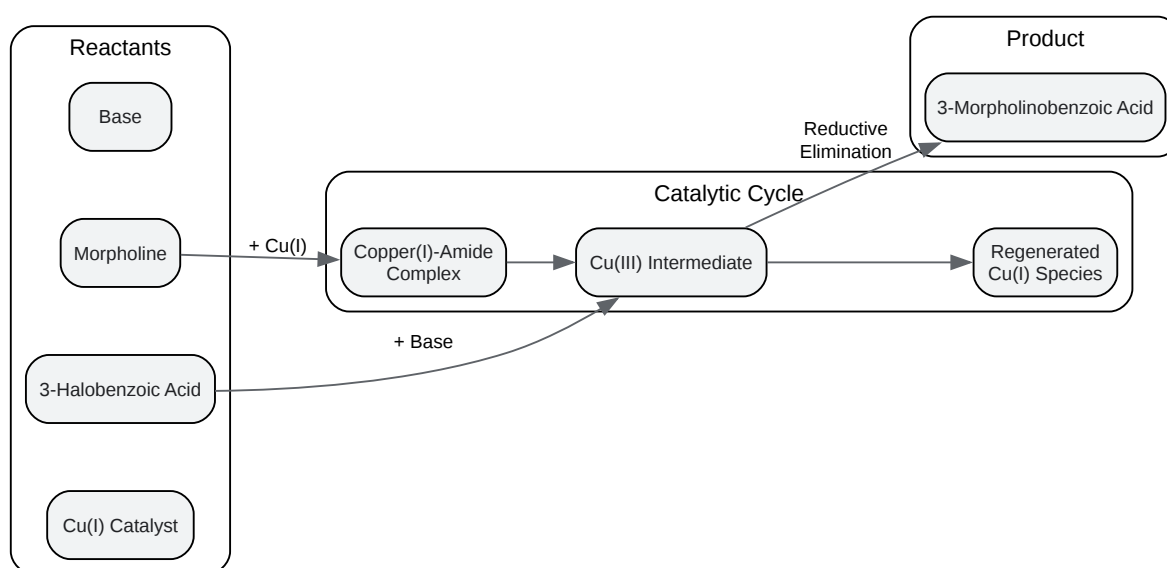 Reactants
Base
Morpholine
3-Halobenzoic Acid
Cu(I) Catalyst
+ Cu(I)
+ Base
Catalytic Cycle
Copper(I)-Amide
Complex
Cu(III) Intermediate
Regenerated
Cu(I) Species
Reductive
Elimination
Product
3-Morpholinobenzoic Acid